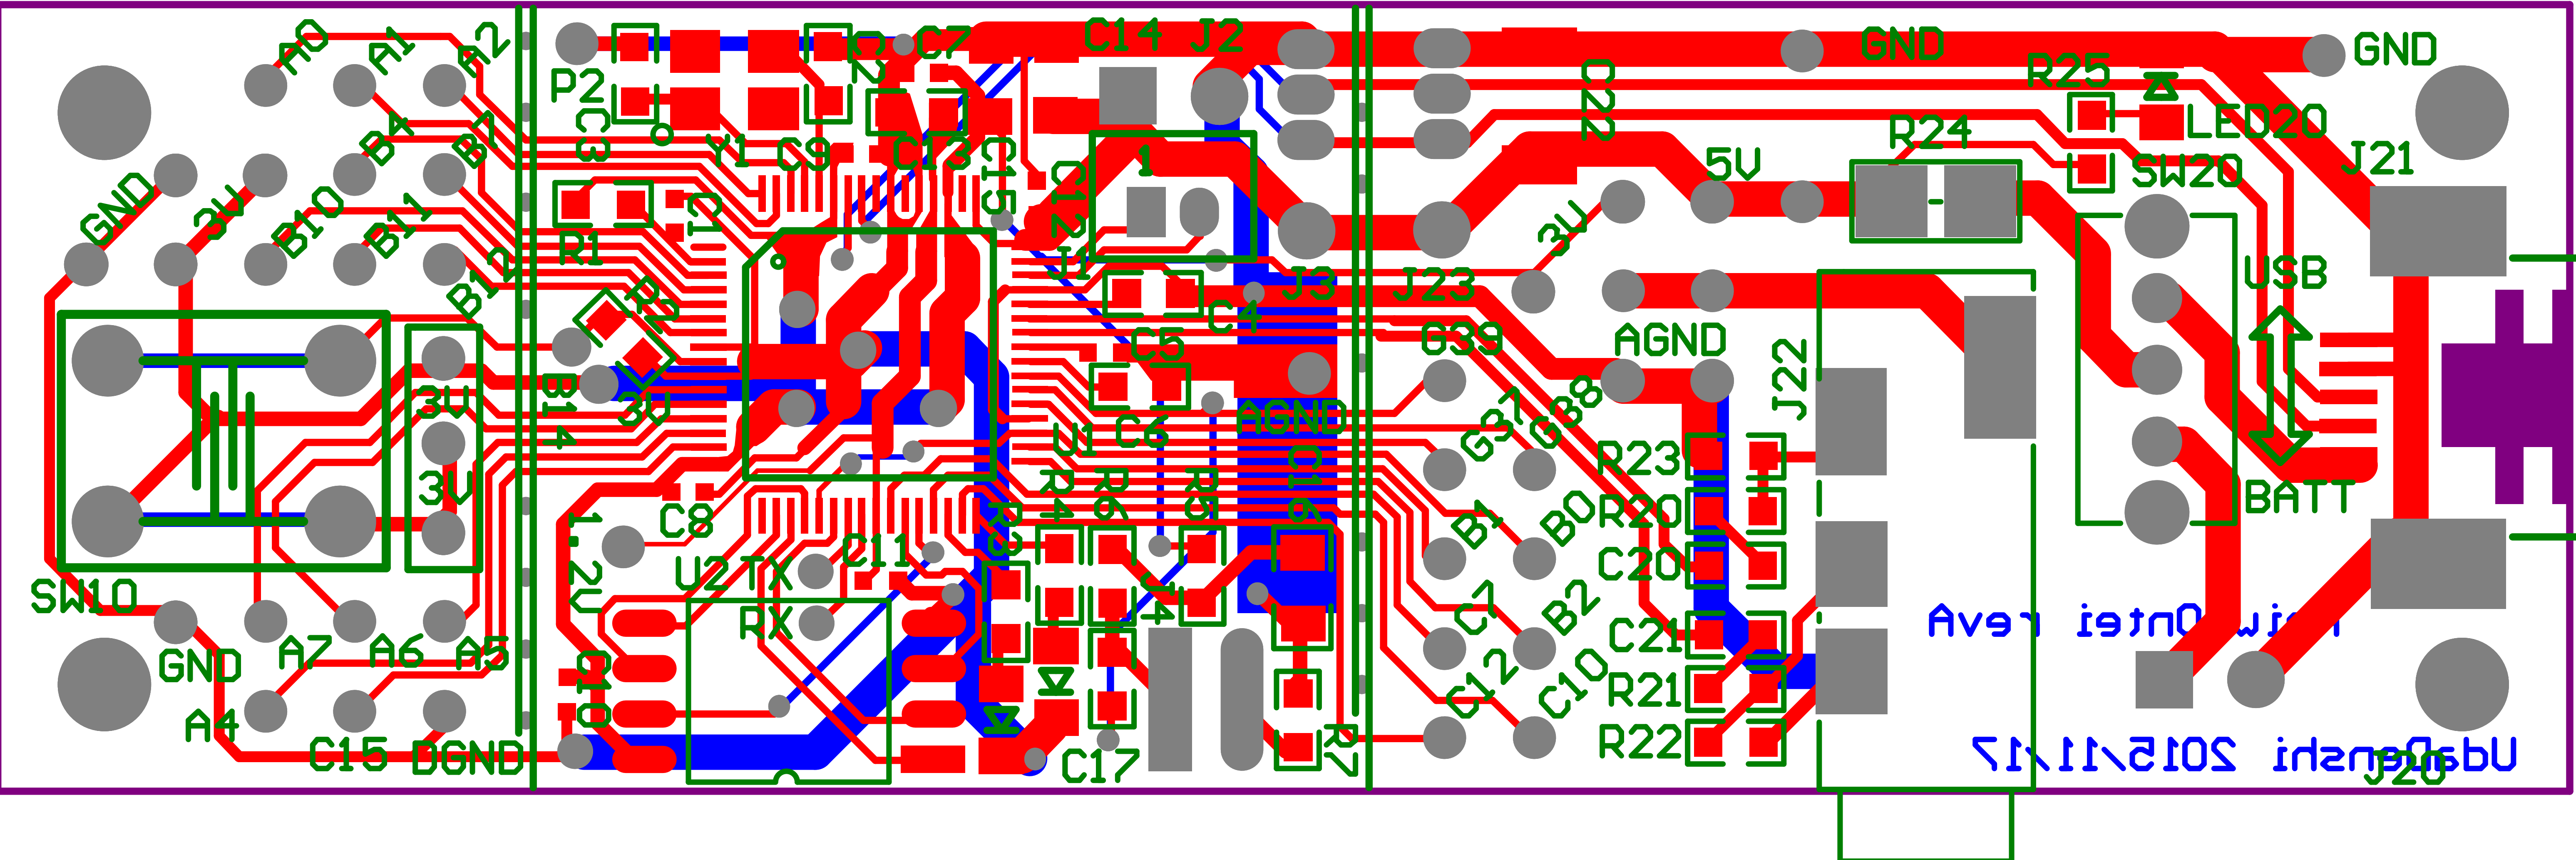 A0
A1
A2
P2
C3
C2
C7
C14
J2
C22
GND
R25
GND
LED20
J21
B4
B7
Y1
C9
C13
C15
1
R24
SW20
5V
GND
3V
B10
B11
R1
C12
3V
USB
B12
R2
J1
C4
J3
J23
G39
AGND
C5
J22
B14
3V
3V
U1
C6
AGND
G37
G38
3V
BATT
R23
C8
R4
R6
R5
C16
R3
C11
R20
B1
B0
C20
SW10
U2
TX
RX
C7
B2
C21
GND
A7
A6
A5
C10
C12
C10
R21
A4
C15
DGND
C17
R7
R22
revA
UdaDenshi 2015/11/17
J20